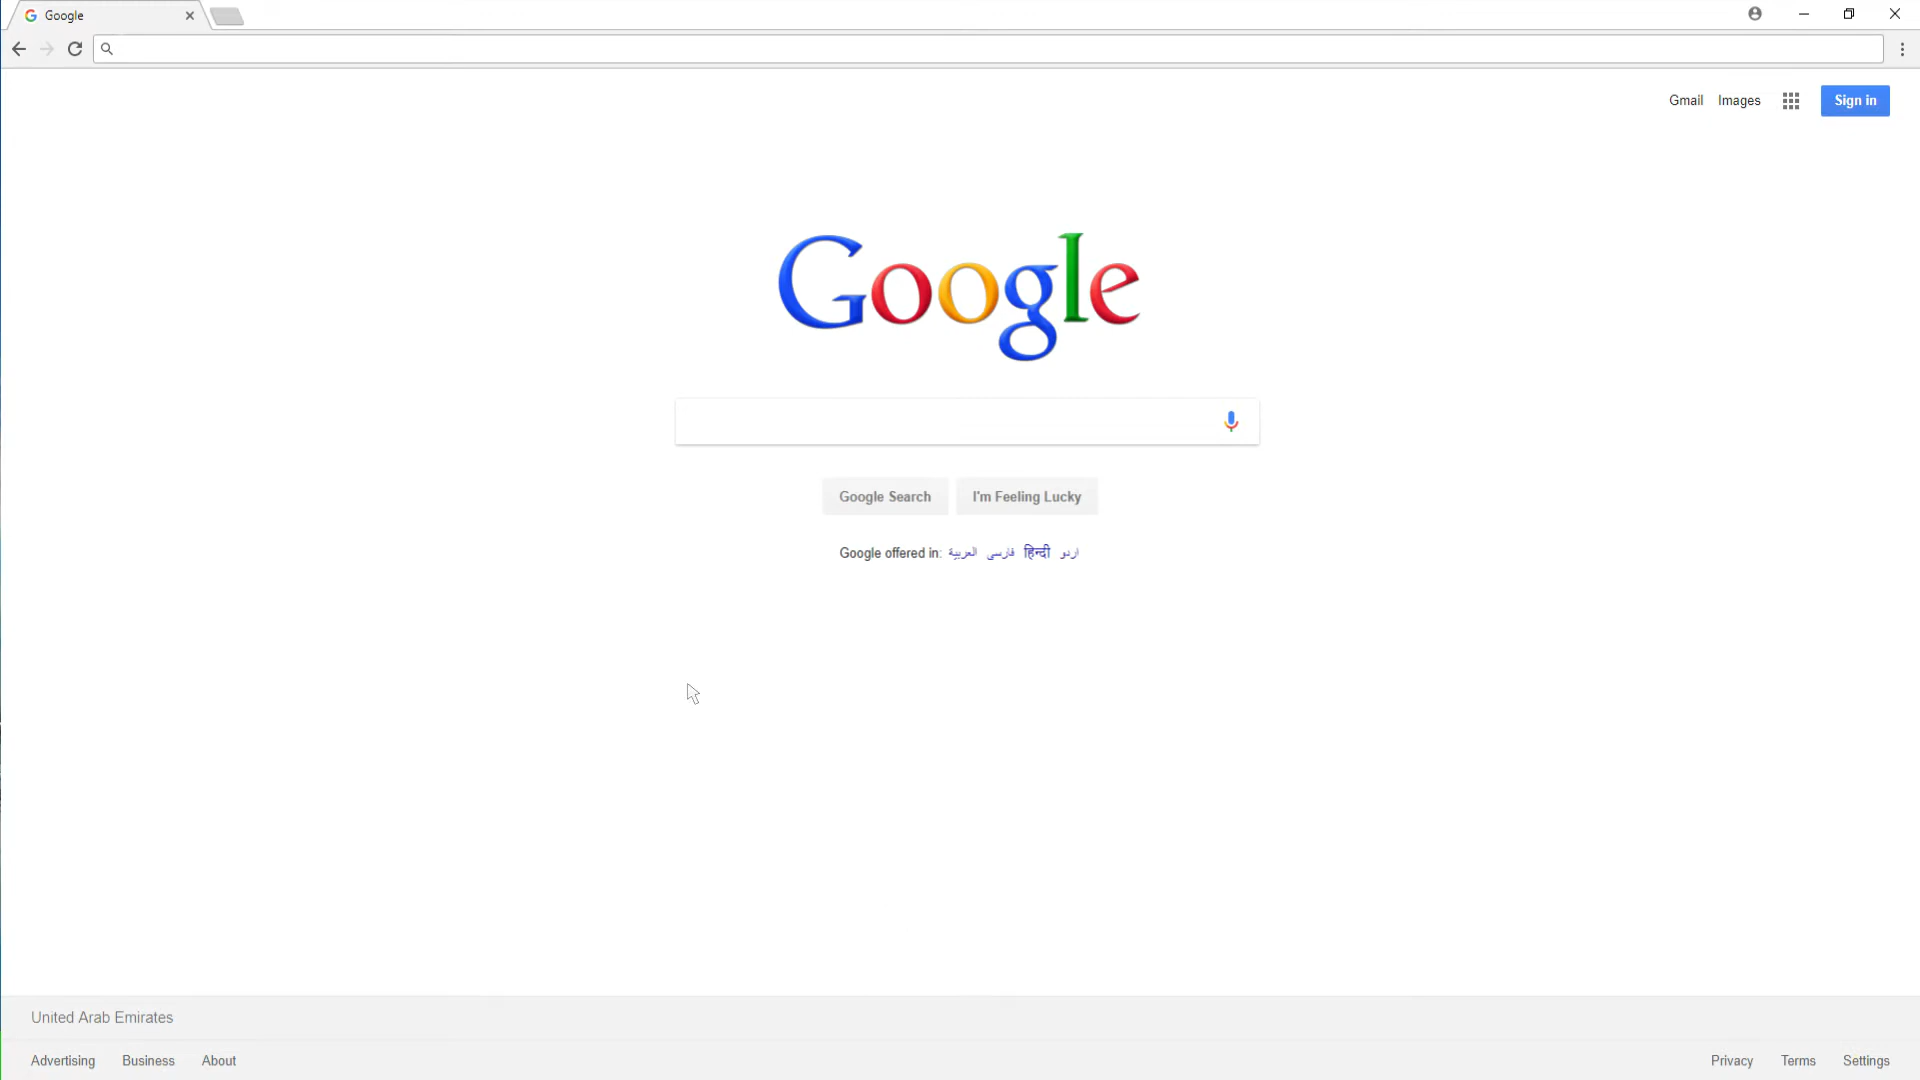 Google
Gmail Images Sign in
Google
Google Search I'm Feeling Lucky
Google offered in: العربية فارسی हिन्दी اردو
United Arab Emirates
Advertising Business About Privacy Terms Settings